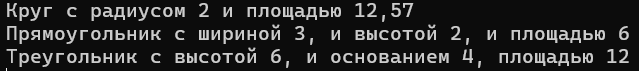 Круг с радиусом 2 и площадью 12,57
Прямоугольник с шириной 3, и высотой 2, и площадью 6
Треугольник с высотой 6, и основанием 4, площадью 12